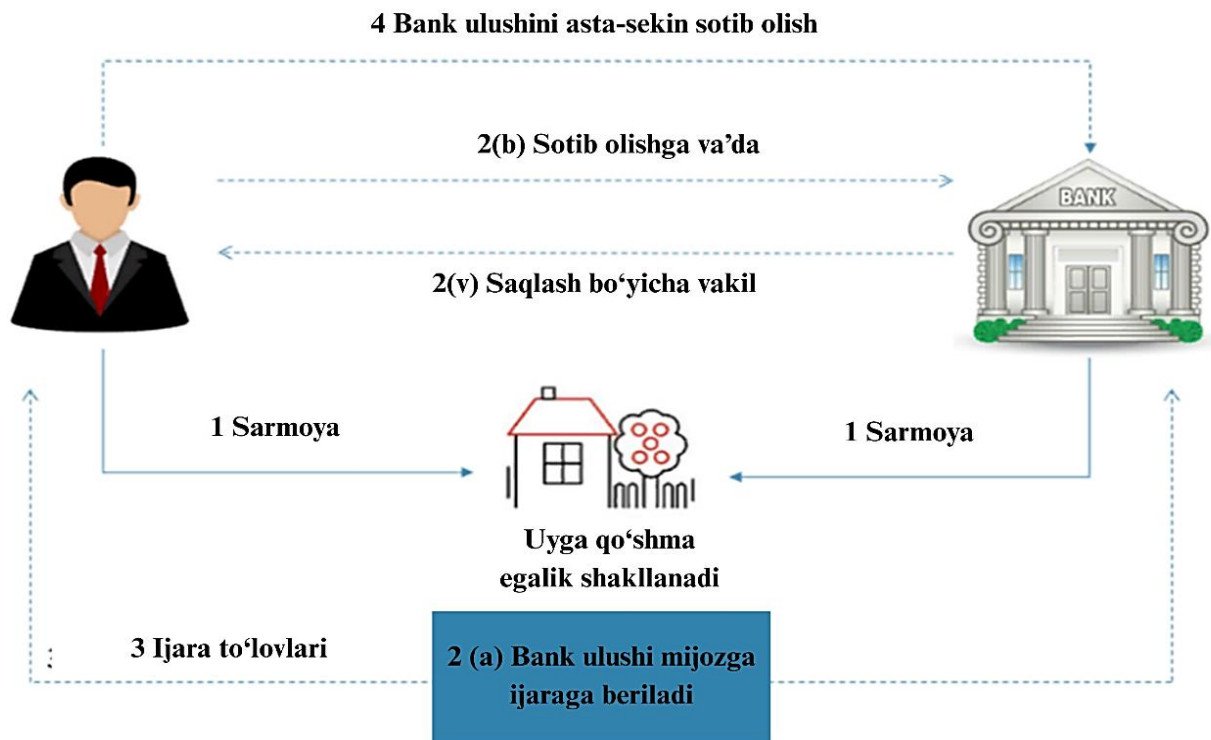 4 Bank ulushini asta-sekin sotib olish
2(b) Sotib olishga va’da
BANK
2(v) Saqlash bo‘yicha vakil
1 Sarmoya
1 Sarmoya
Uyga qo‘shma
egalik shakllanadi
3 Ijara to‘lovlari
2 (a) Bank ulushi mijozga
ijaraga beriladi